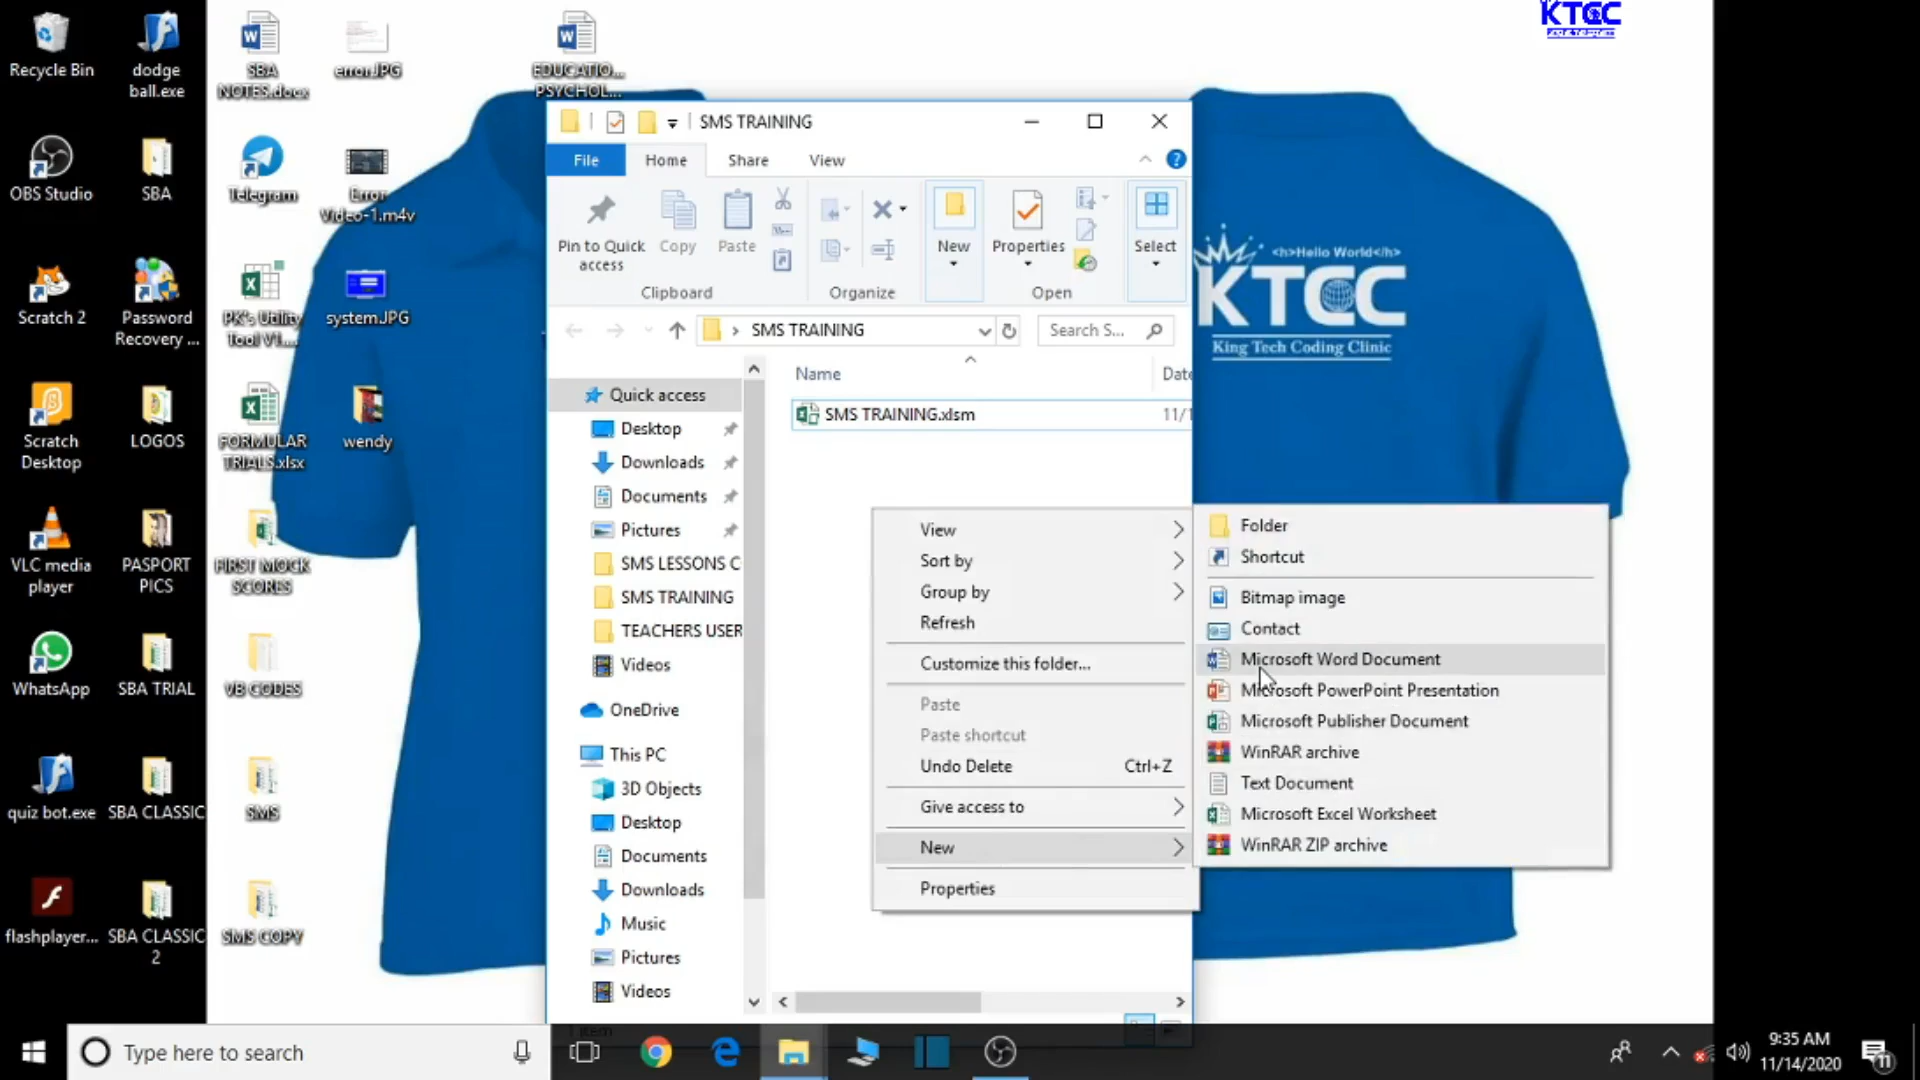 KTCC
Recycle Bin
dodge
ball.exe
SBA
NOTES.docx
error.JPG
EDUCATIO...
PSYCHOL...
OBS Studio
SBA
Telegram
Error
Video-1.m4v
Scratch 2
Password
Recovery ...
PK's Utility
Tool V1....
system.JPG
Scratch
Desktop
LOGOS
FORMULAR
TRIALS.xlsx
wendy
VLC media
player
PASPORT
PICS
FIRST MOCK
SCORES
WhatsApp
SBA TRIAL
VB CODES
quiz bot.exe
SBA CLASSIC
SMS
flashplayer...
SBA CLASSIC
2
SMS COPY
SMS TRAINING
File
Home
Share
View
Pin to Quick
access
Copy
Paste
New
Properties
Select
Clipboard
Organize
Open
SMS TRAINING
Search S...
Name
Date
SMS TRAINING.xlsm
11/1
Quick access
Desktop
Downloads
Documents
Pictures
SMS LESSONS C
SMS TRAINING
TEACHERS USER
Videos
OneDrive
This PC
3D Objects
Desktop
Documents
Downloads
Music
Pictures
Videos
<h>Hello World</h>
KTCC
King Tech Coding Clinic
View
Sort by
Group by
Refresh
Customize this folder...
Paste
Paste shortcut
Undo Delete Ctrl+Z
Give access to
New
Properties
Folder
Shortcut
Bitmap image
Contact
Microsoft Word Document
Microsoft PowerPoint Presentation
Microsoft Publisher Document
WinRAR archive
Text Document
Microsoft Excel Worksheet
WinRAR ZIP archive
Type here to search
9:35 AM
11/14/2020
11